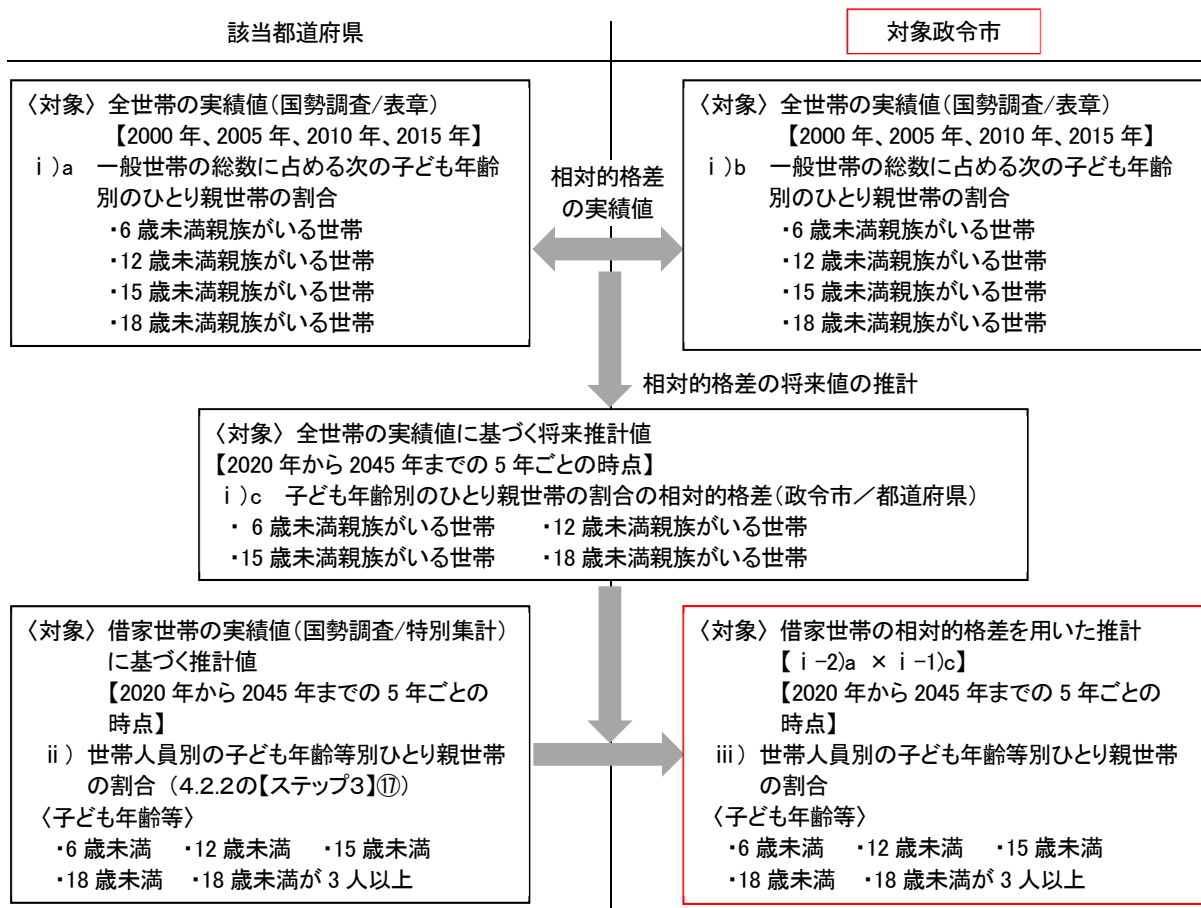 該当都道府県
対象政令市
〈対象〉 全世帯の実績値(国勢調査/表章)
【2000 年、2005 年、2010 年、2015 年】
ⅰ)a 一般世帯の総数に占める次の子ども年齢
別のひとり親世帯の割合
・6 歳未満親族がいる世帯
・12 歳未満親族がいる世帯
・15 歳未満親族がいる世帯
・18 歳未満親族がいる世帯
相対的格差
の実績値
〈対象〉 全世帯の実績値(国勢調査/表章)
【2000 年、2005 年、2010 年、2015 年】
ⅰ)b 一般世帯の総数に占める次の子ども年齢
別のひとり親世帯の割合
・6 歳未満親族がいる世帯
・12 歳未満親族がいる世帯
・15 歳未満親族がいる世帯
・18 歳未満親族がいる世帯
相対的格差の将来値の推計
〈対象〉 全世帯の実績値に基づく将来推計値
【2020 年から 2045 年までの 5 年ごとの時点】
ⅰ)c 子ども年齢別のひとり親世帯の割合の相対的格差(政令市/都道府県)
・ 6 歳未満親族がいる世帯 ・12 歳未満親族がいる世帯
・15 歳未満親族がいる世帯 ・18 歳未満親族がいる世帯
〈対象〉 借家世帯の実績値(国勢調査/特別集計)
に基づく推計値
【2020 年から 2045 年までの 5 年ごとの
時点】
ⅱ) 世帯人員別の子ども年齢等別ひとり親世帯
の割合 (4.2.2の【ステップ3】⑰)
〈子ども年齢等〉
・6 歳未満 ・12 歳未満 ・15 歳未満
・18 歳未満 ・18 歳未満が 3 人以上
〈対象〉 借家世帯の相対的格差を用いた推計
【ⅰ-2)a × ⅰ-1)c】
【2020 年から 2045 年までの 5 年ごとの
時点】
ⅲ) 世帯人員別の子ども年齢等別ひとり親世帯
の割合
〈子ども年齢等〉
・6 歳未満 ・12 歳未満 ・15 歳未満
・18 歳未満 ・18 歳未満が 3 人以上